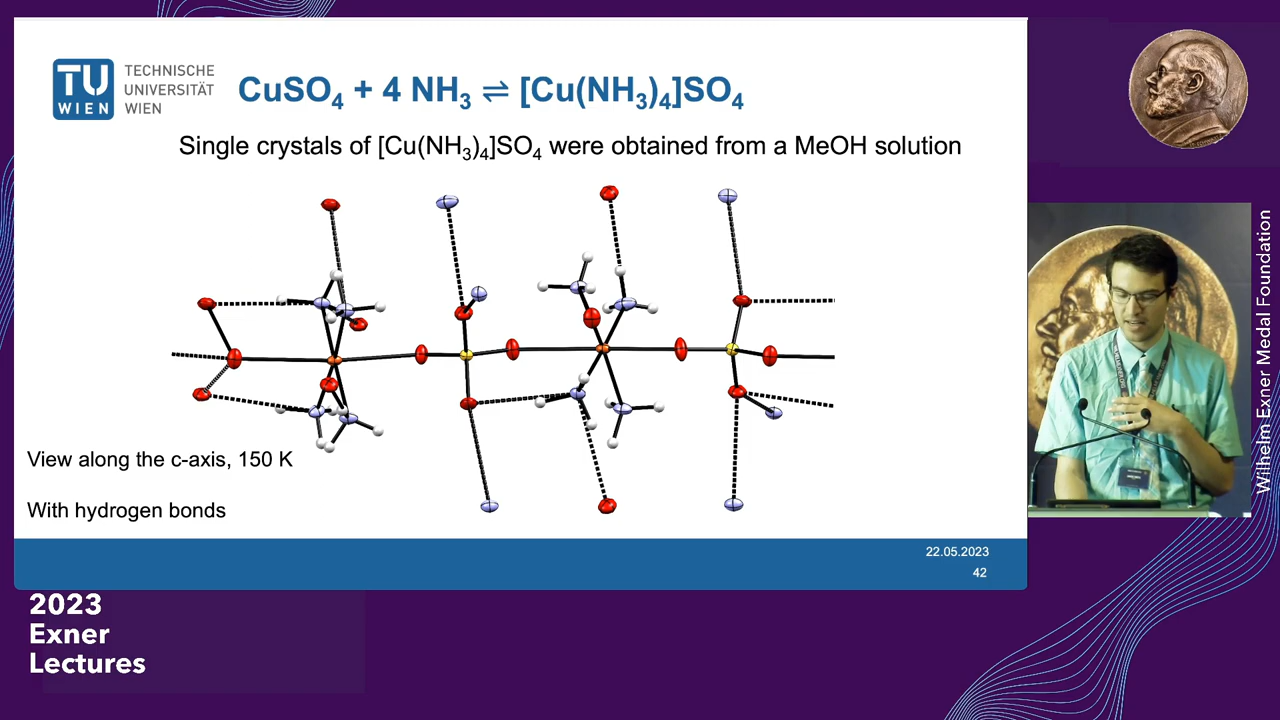 TU
WIEN
TECHNISCHE
UNIVERSITÄT
WIEN
CuSO₄ + 4 NH₃ ⇌ [Cu(NH₃)₄]SO₄
Single crystals of [Cu(NH₃)₄]SO₄ were obtained from a MeOH solution
View along the c-axis, 150 K
With hydrogen bonds
22.05.2023
42
Wilhelm Exner Medal Foundation
2023
Exner
Lectures